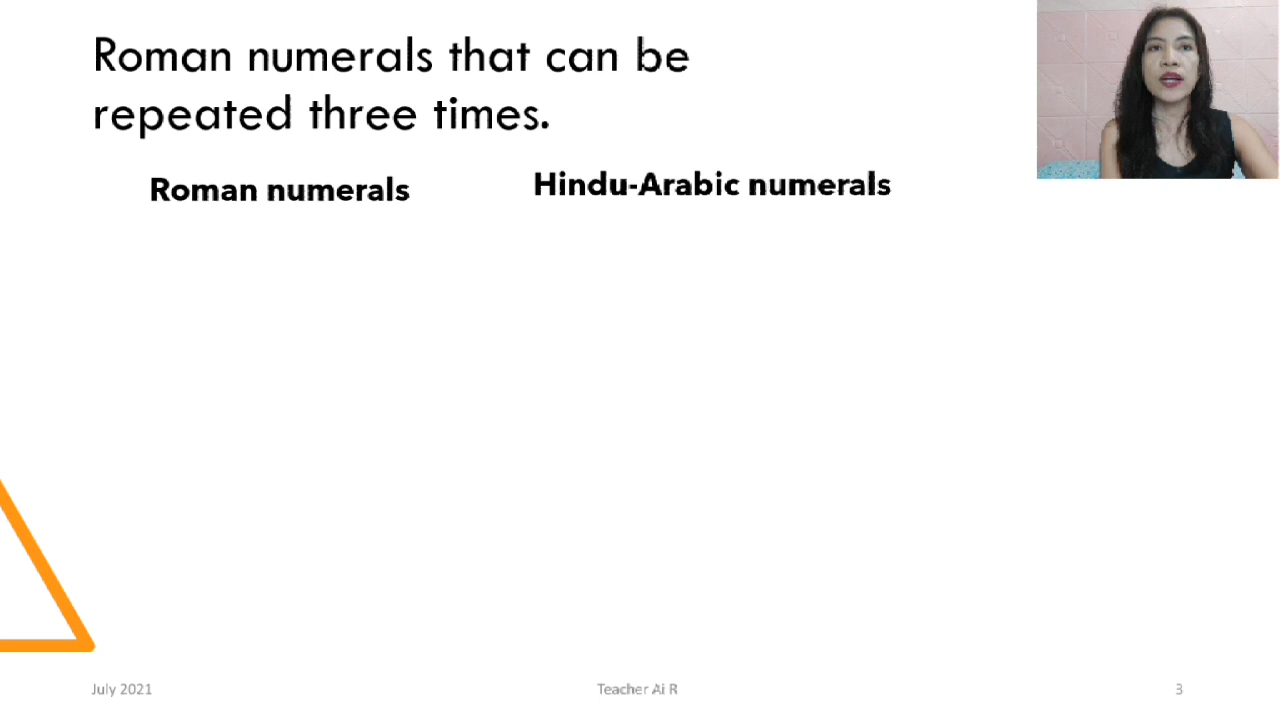 Roman numerals that can be
repeated three times.
Roman numerals
Hindu-Arabic numerals
July 2021
Teacher Ai R
3